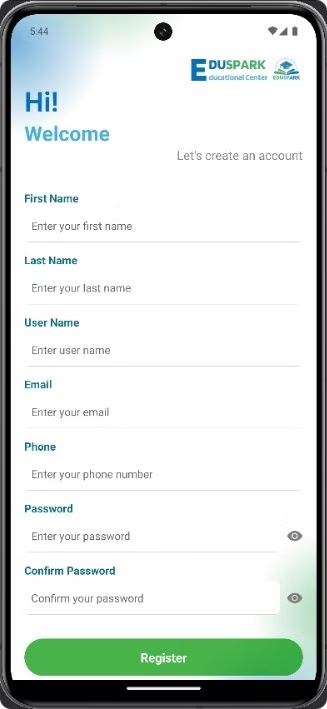 5:44
EDUSPARK
Educational Center
EDUSPARK
Hi!
Welcome
Let's create an account
First Name
Enter your first name
Last Name
Enter your last name
User Name
Enter user name
Email
Enter your email
Phone
Enter your phone number
Password
Enter your password
Confirm Password
Confirm your password
Register